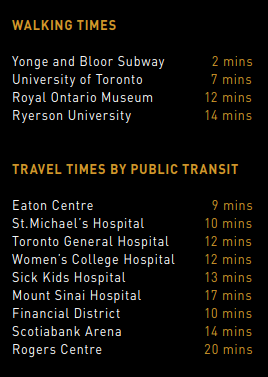 WALKING TIMES
Yonge and Bloor Subway 2 mins
University of Toronto 7 mins
Royal Ontario Museum 12 mins
Ryerson University 14 mins
TRAVEL TIMES BY PUBLIC TRANSIT
Eaton Centre 9 mins
St.Michael's Hospital 10 mins
Toronto General Hospital 12 mins
Women's College Hospital 12 mins
Sick Kids Hospital 13 mins
Mount Sinai Hospital 17 mins
Financial District 10 mins
Scotiabank Arena 14 mins
Rogers Centre 20 mins